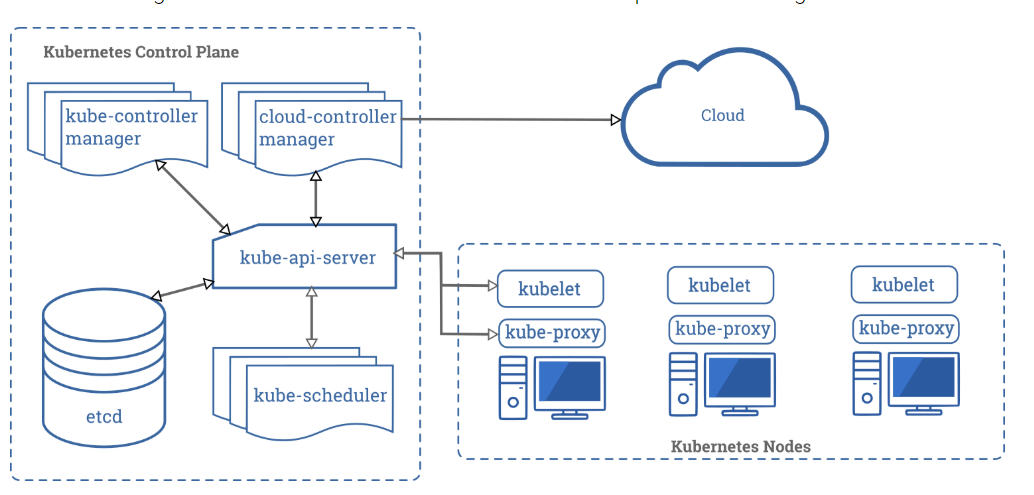 Kubernetes Control Plane
kube-controller
manager
cloud-controller
manager
Cloud
kube-api-server
etcd
kube-scheduler
kubelet
kubelet
kubelet
kube-proxy
kube-proxy
kube-proxy
Kubernetes Nodes